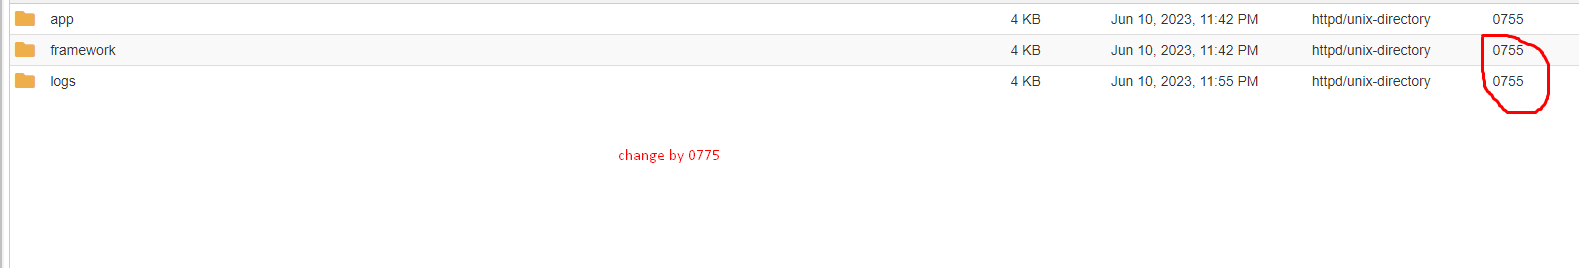 app 4 KB Jun 10, 2023, 11:42 PM httpd/unix-directory 0755
framework 4 KB Jun 10, 2023, 11:42 PM httpd/unix-directory 0755
logs 4 KB Jun 10, 2023, 11:55 PM httpd/unix-directory 0755
change by 0775